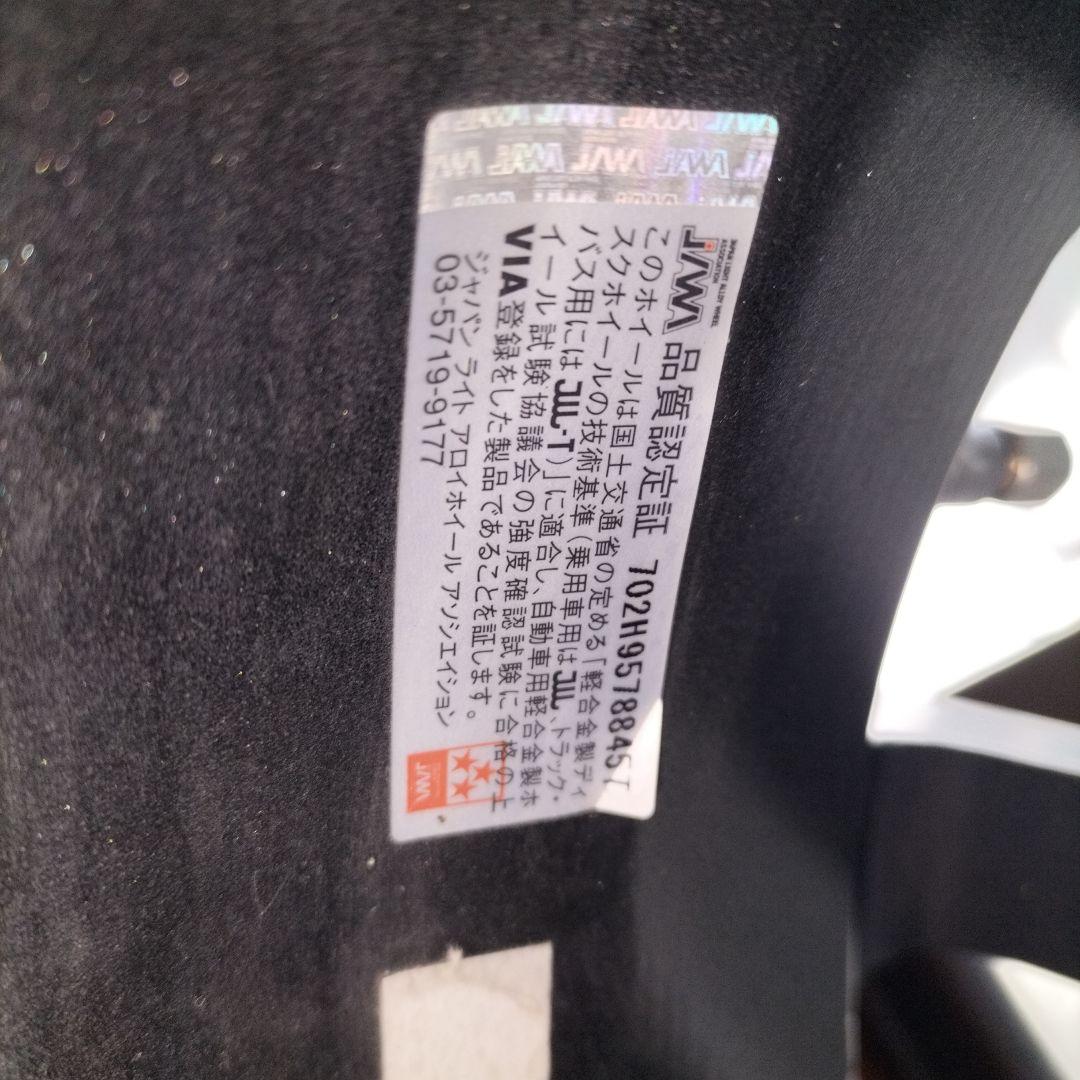 JAWA JAPAN LIGHT ALLOY WHEEL ASSOCIATION 品質認定証 702H9578845T
このホイールは国土交通省の定める「軽合金製ディ
スクホイールの技術基準（乗用車用はJWL、トラック・
バス用にはJWL-T）」に適合し、自動車用軽合金製ホ
イール試験協議会の強度確認試験に合格の上
VIA登録をした製品であることを証します。
ジャパン ライト アロイホイール アソシエイション
03-5719-9177
JAWA